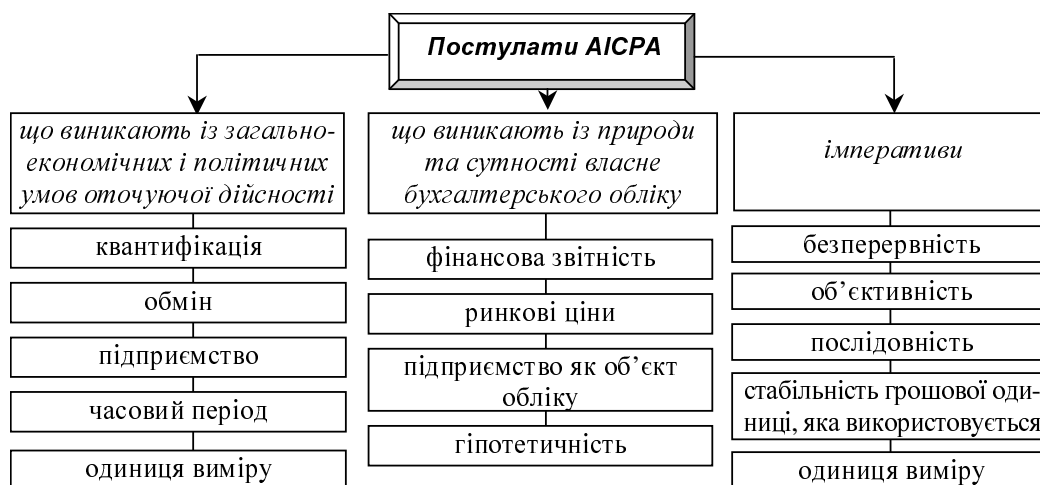 Постулати AICPA
що виникають із загально-
економічних і політичних
умов оточуючої дійсності
квантифікація
обмін
підприємство
часовий період
одиниця виміру
що виникають із природи
та сутності власне
бухгалтерського обліку
фінансова звітність
ринкові ціни
підприємство як об’єкт
обліку
гіпотетичність
імперативи
безперервність
об’єктивність
послідовність
стабільність грошової оди-
ниці, яка використовується
одиниця виміру